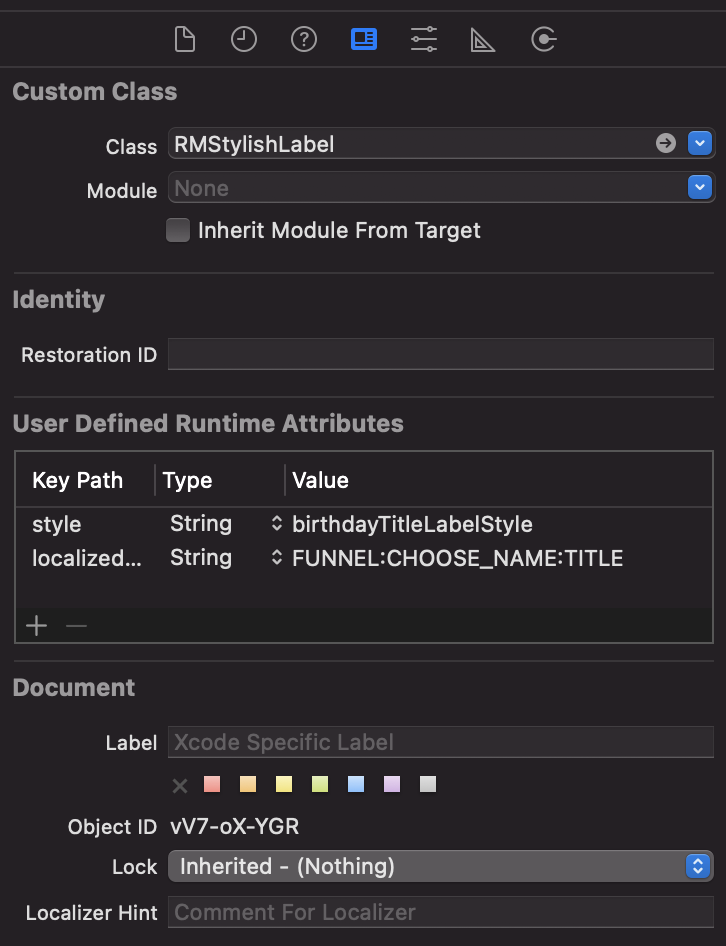 Custom Class
Class RMStylishLabel
Module None
Inherit Module From Target
Identity
Restoration ID
User Defined Runtime Attributes
Key Path Type Value
style String birthdayTitleLabelStyle
localized... String FUNNEL:CHOOSE_NAME:TITLE
Document
Label Xcode Specific Label
Object ID vV7-oX-YGR
Lock Inherited - (Nothing)
Localizer Hint Comment For Localizer